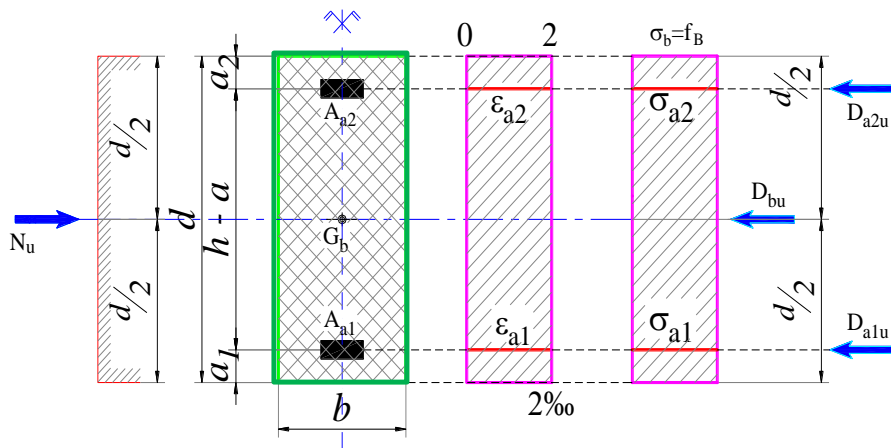 0 2 σb=fB
a2 d/2
εa2 σa2
Aa2 Da2u
d/2
d h - a
Dbu
Nu Gb
d/2 d/2
Aa1 εa1 σa1
Da1u
a1
b 2‰